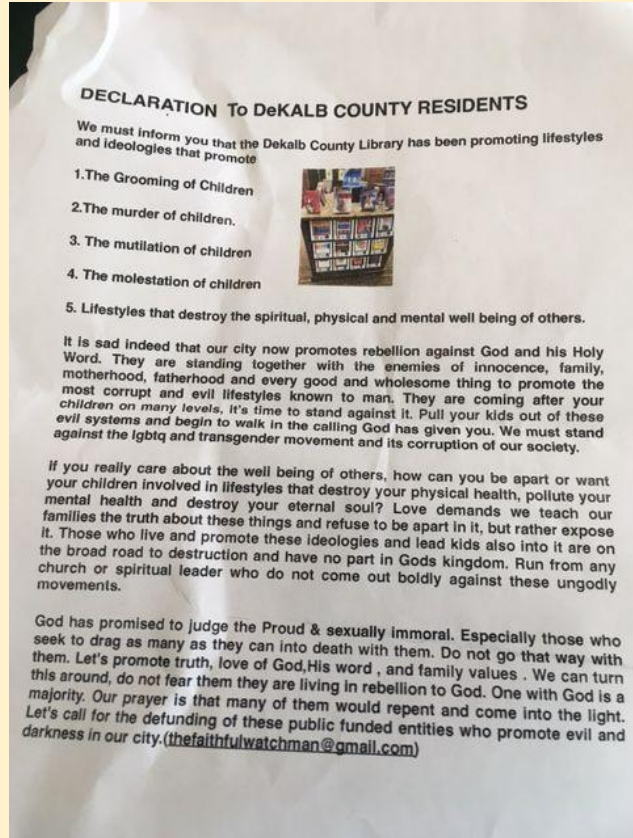 DECLARATION To DeKALB COUNTY RESIDENTS
We must inform you that the Dekalb County Library has been promoting lifestyles
and ideologies that promote
1.The Grooming of Children
2.The murder of children.
3. The mutilation of children
4. The molestation of children
5. Lifestyles that destroy the spiritual, physical and mental well being of others.
It is sad indeed that our city now promotes rebellion against God and his Holy
Word. They are standing together with the enemies of innocence, family,
motherhood, fatherhood and every good and wholesome thing to promote the
most corrupt and evil lifestyles known to man. They are coming after your
children on many levels, it's time to stand against it. Pull your kids out of these
evil systems and begin to walk in the calling God has given you. We must stand
against the lgbtq and transgender movement and its corruption of our society.
If you really care about the well being of others, how can you be apart or want
your children involved in lifestyles that destroy your physical health, pollute your
mental health and destroy your eternal soul? Love demands we teach our
families the truth about these things and refuse to be apart in it, but rather expose
it. Those who live and promote these ideologies and lead kids also into it are on
the broad road to destruction and have no part in Gods kingdom. Run from any
church or spiritual leader who do not come out boldly against these ungodly
movements.
God has promised to judge the Proud & sexually immoral. Especially those who
seek to drag as many as they can into death with them. Do not go that way with
them. Let's promote truth, love of God,His word , and family values . We can turn
this around, do not fear them they are living in rebellion to God. One with God is a
majority. Our prayer is that many of them would repent and come into the light.
Let's call for the defunding of these public funded entities who promote evil and
darkness in our city.(thefaithfulwatchman@gmail.com)